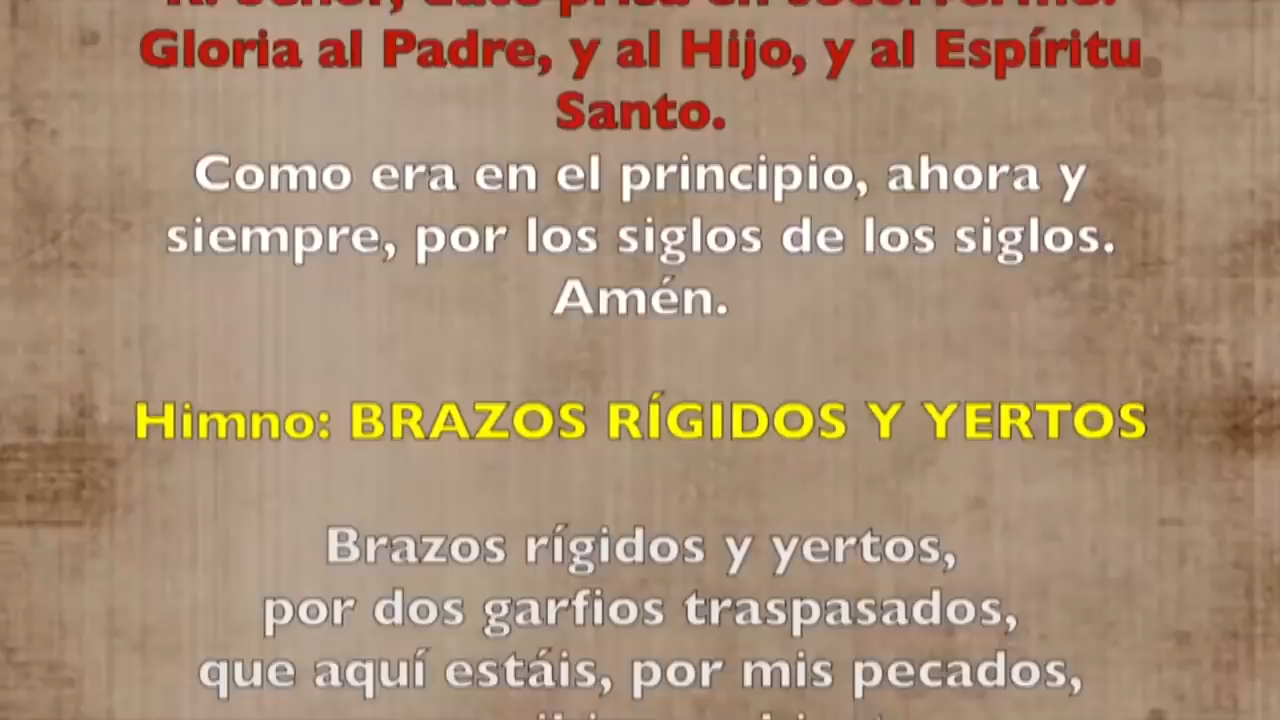 Gloria al Padre, y al Hijo, y al Espíritu
Santo.
Como era en el principio, ahora y
siempre, por los siglos de los siglos.
Amén.
Himno: BRAZOS RÍGIDOS Y YERTOS
Brazos rígidos y yertos,
por dos garfios traspasados,
que aquí estáis, por mis pecados,